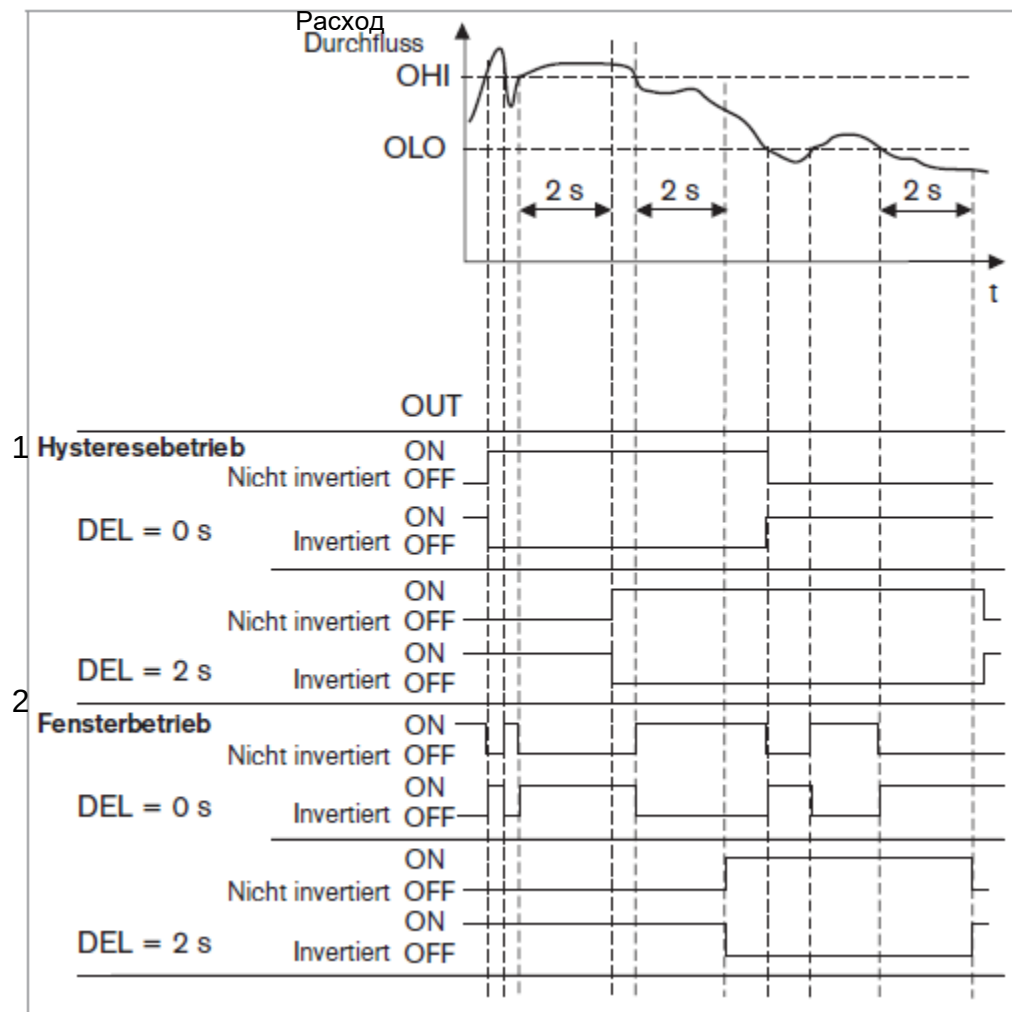 Расход
Durchfluss
OHI
OLO
2 s
2 s
2 s
t
OUT
1
Hysteresebetrieb
ON
Nicht invertiert OFF
ON
DEL = 0 s
Invertiert OFF
ON
Nicht invertiert OFF
ON
DEL = 2 s
Invertiert OFF
2
Fensterbetrieb
ON
Nicht invertiert OFF
ON
DEL = 0 s
Invertiert OFF
ON
Nicht invertiert OFF
ON
DEL = 2 s
Invertiert OFF